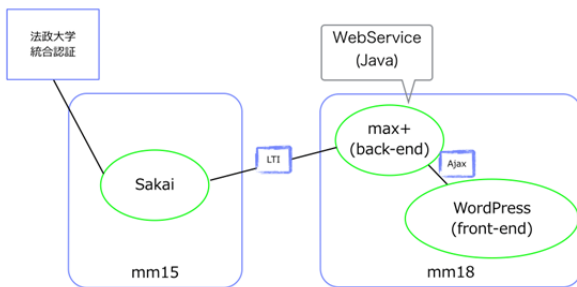 法政大学
統合認証
WebService
(Java)
max+
(back-end)
LTI
Ajax
Sakai
WordPress
(front-end)
mm15
mm18